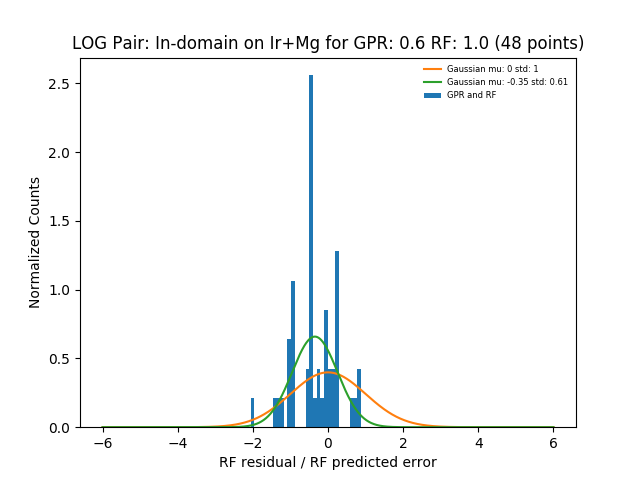 LOG Pair: In-domain on Ir+Mg for GPR: 0.6 RF: 1.0 (48 points)
Gaussian mu: 0 std: 1
Gaussian mu: -0.35 std: 0.61
GPR and RF
Normalized Counts
2.5
2.0
1.5
1.0
0.5
0.0
−6 −4 −2 0 2 4 6
RF residual / RF predicted error